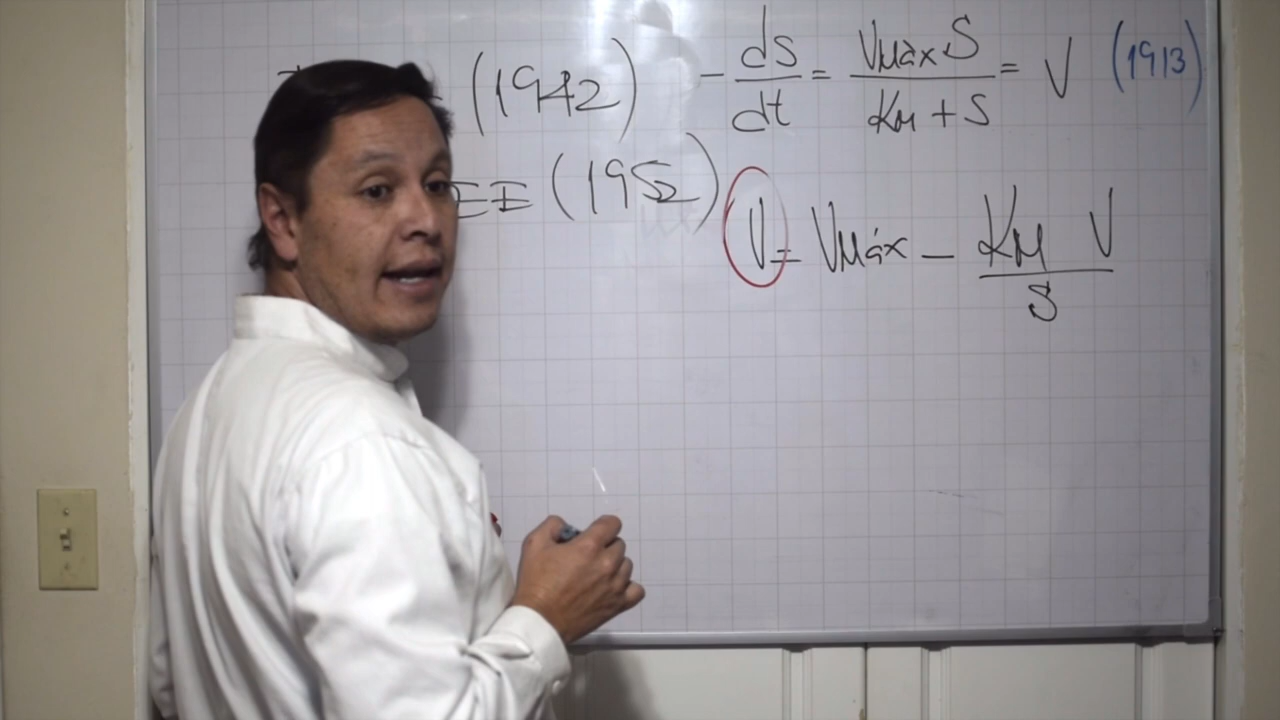 (1942)
- dS/dt = VMáx S / (KM + S) = V (1913)
(1952)
V = VMáx - KM V / S